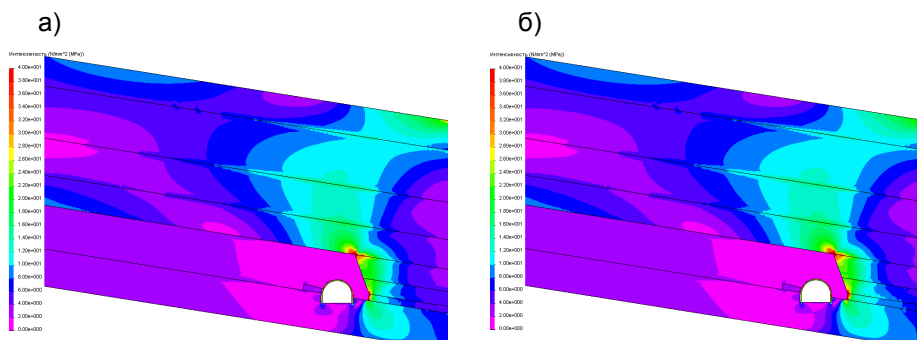 а)
б)
Интенсивность (N/mm^2 (MPa))
4.00e+001
3.80e+001
3.60e+001
3.40e+001
3.20e+001
3.00e+001
2.80e+001
2.60e+001
2.40e+001
2.20e+001
2.00e+001
1.80e+001
1.60e+001
1.40e+001
1.20e+001
1.00e+001
8.00e+000
6.00e+000
4.00e+000
2.00e+000
0.00e+000
Интенсивность (N/mm^2 (MPa))
4.00e+001
3.80e+001
3.60e+001
3.40e+001
3.20e+001
3.00e+001
2.80e+001
2.60e+001
2.40e+001
2.20e+001
2.00e+001
1.80e+001
1.60e+001
1.40e+001
1.20e+001
1.00e+001
8.00e+000
6.00e+000
4.00e+000
2.00e+000
0.00e+000